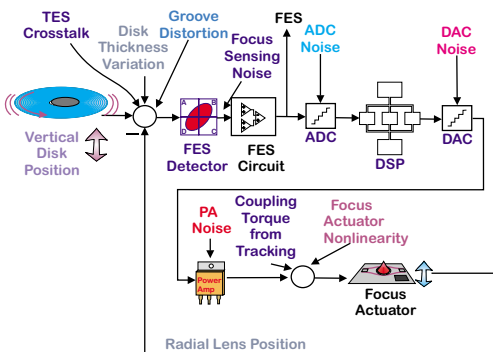 TES
Crosstalk
Disk
Thickness
Variation
Groove
Distortion
Focus
Sensing
Noise
FES
ADC
Noise
DAC
Noise
Vertical
Disk
Position
A
B
D
C
FES
Detector
FES
Circuit
ADC
DSP
DAC
PA
Noise
Coupling
Torque
from
Tracking
Focus
Actuator
Nonlinearity
Power
Amp
Focus
Actuator
Radial Lens Position